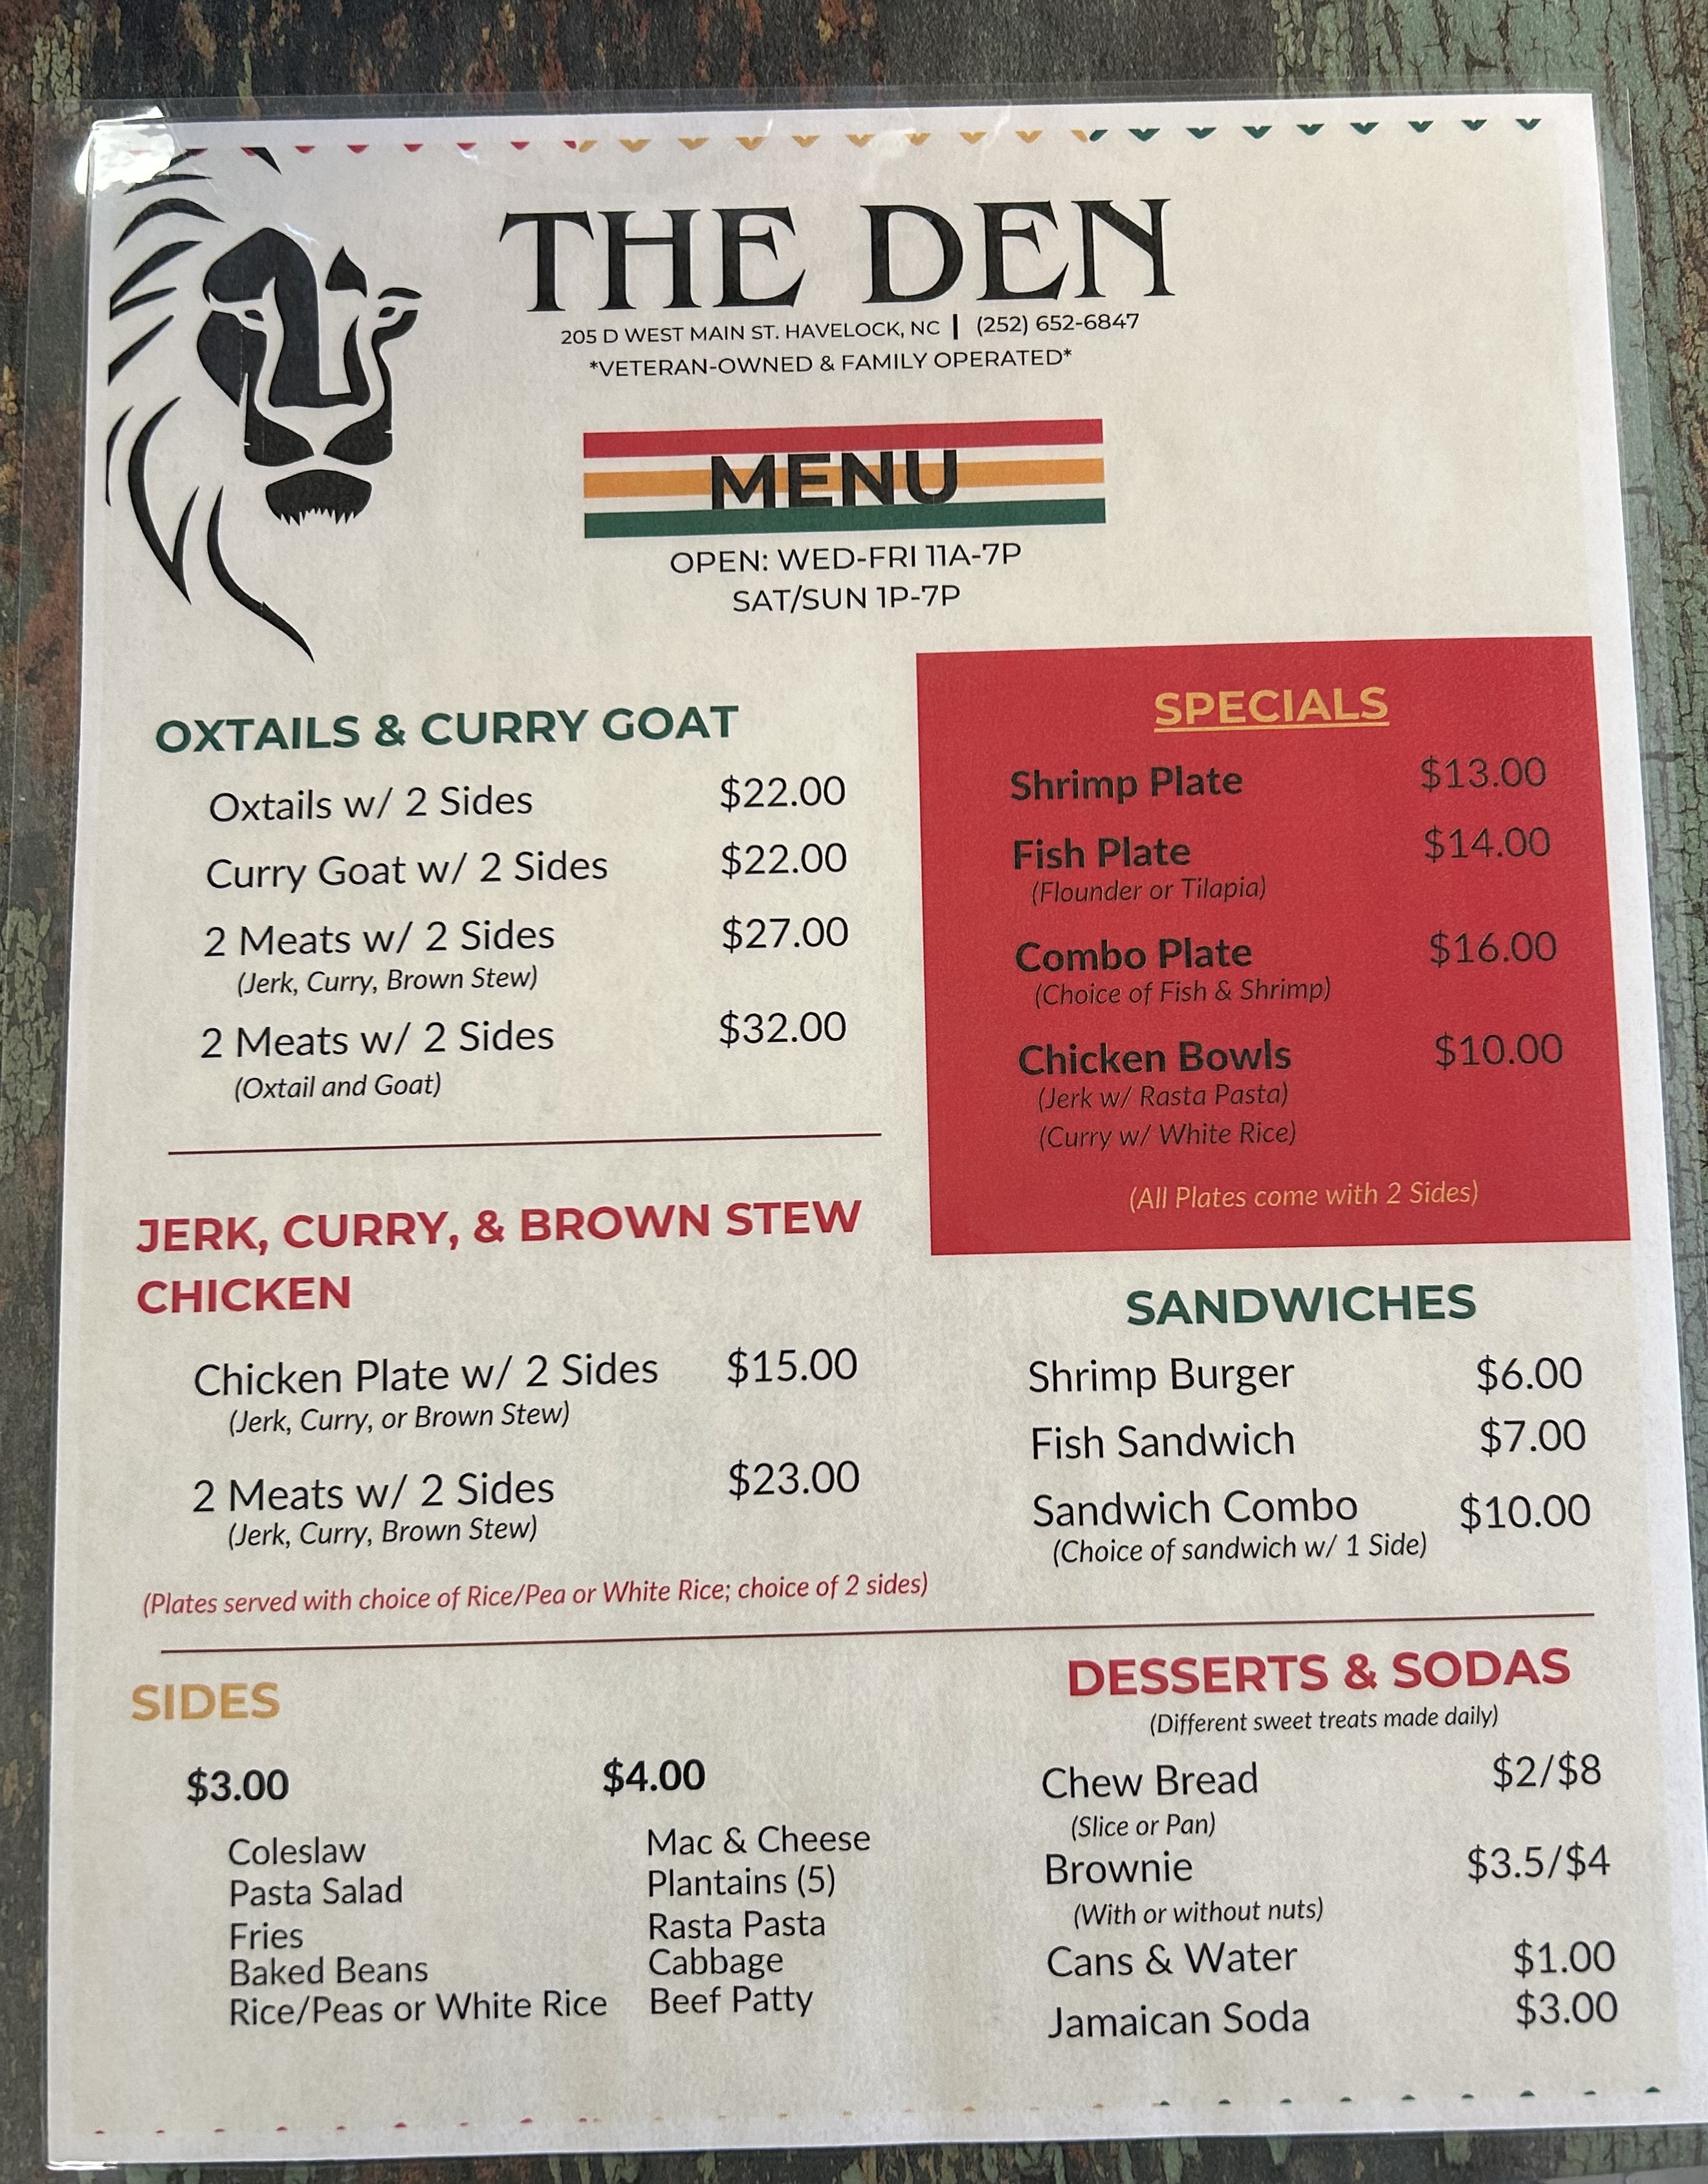 THE DEN
205 D WEST MAIN ST. HAVELOCK, NC | (252) 652-6847
*VETERAN-OWNED & FAMILY OPERATED*
MENU
OPEN: WED-FRI 11A-7P
SAT/SUN 1P-7P
OXTAILS & CURRY GOAT
Oxtails w/ 2 Sides $22.00
Curry Goat w/ 2 Sides $22.00
2 Meats w/ 2 Sides $27.00
(Jerk, Curry, Brown Stew)
2 Meats w/ 2 Sides $32.00
(Oxtail and Goat)
JERK, CURRY, & BROWN STEW
CHICKEN
Chicken Plate w/ 2 Sides $15.00
(Jerk, Curry, or Brown Stew)
2 Meats w/ 2 Sides $23.00
(Jerk, Curry, Brown Stew)
(Plates served with choice of Rice/Pea or White Rice; choice of 2 sides)
SPECIALS
Shrimp Plate $13.00
Fish Plate $14.00
(Flounder or Tilapia)
Combo Plate $16.00
(Choice of Fish & Shrimp)
Chicken Bowls $10.00
(Jerk w/ Rasta Pasta)
(Curry w/ White Rice)
(All Plates come with 2 Sides)
SANDWICHES
Shrimp Burger $6.00
Fish Sandwich $7.00
Sandwich Combo $10.00
(Choice of sandwich w/ 1 Side)
SIDES
$3.00
Coleslaw
Pasta Salad
Fries
Baked Beans
Rice/Peas or White Rice
$4.00
Mac & Cheese
Plantains (5)
Rasta Pasta
Cabbage
Beef Patty
DESSERTS & SODAS
(Different sweet treats made daily)
Chew Bread $2/$8
(Slice or Pan)
Brownie $3.5/$4
(With or without nuts)
Cans & Water $1.00
Jamaican Soda $3.00